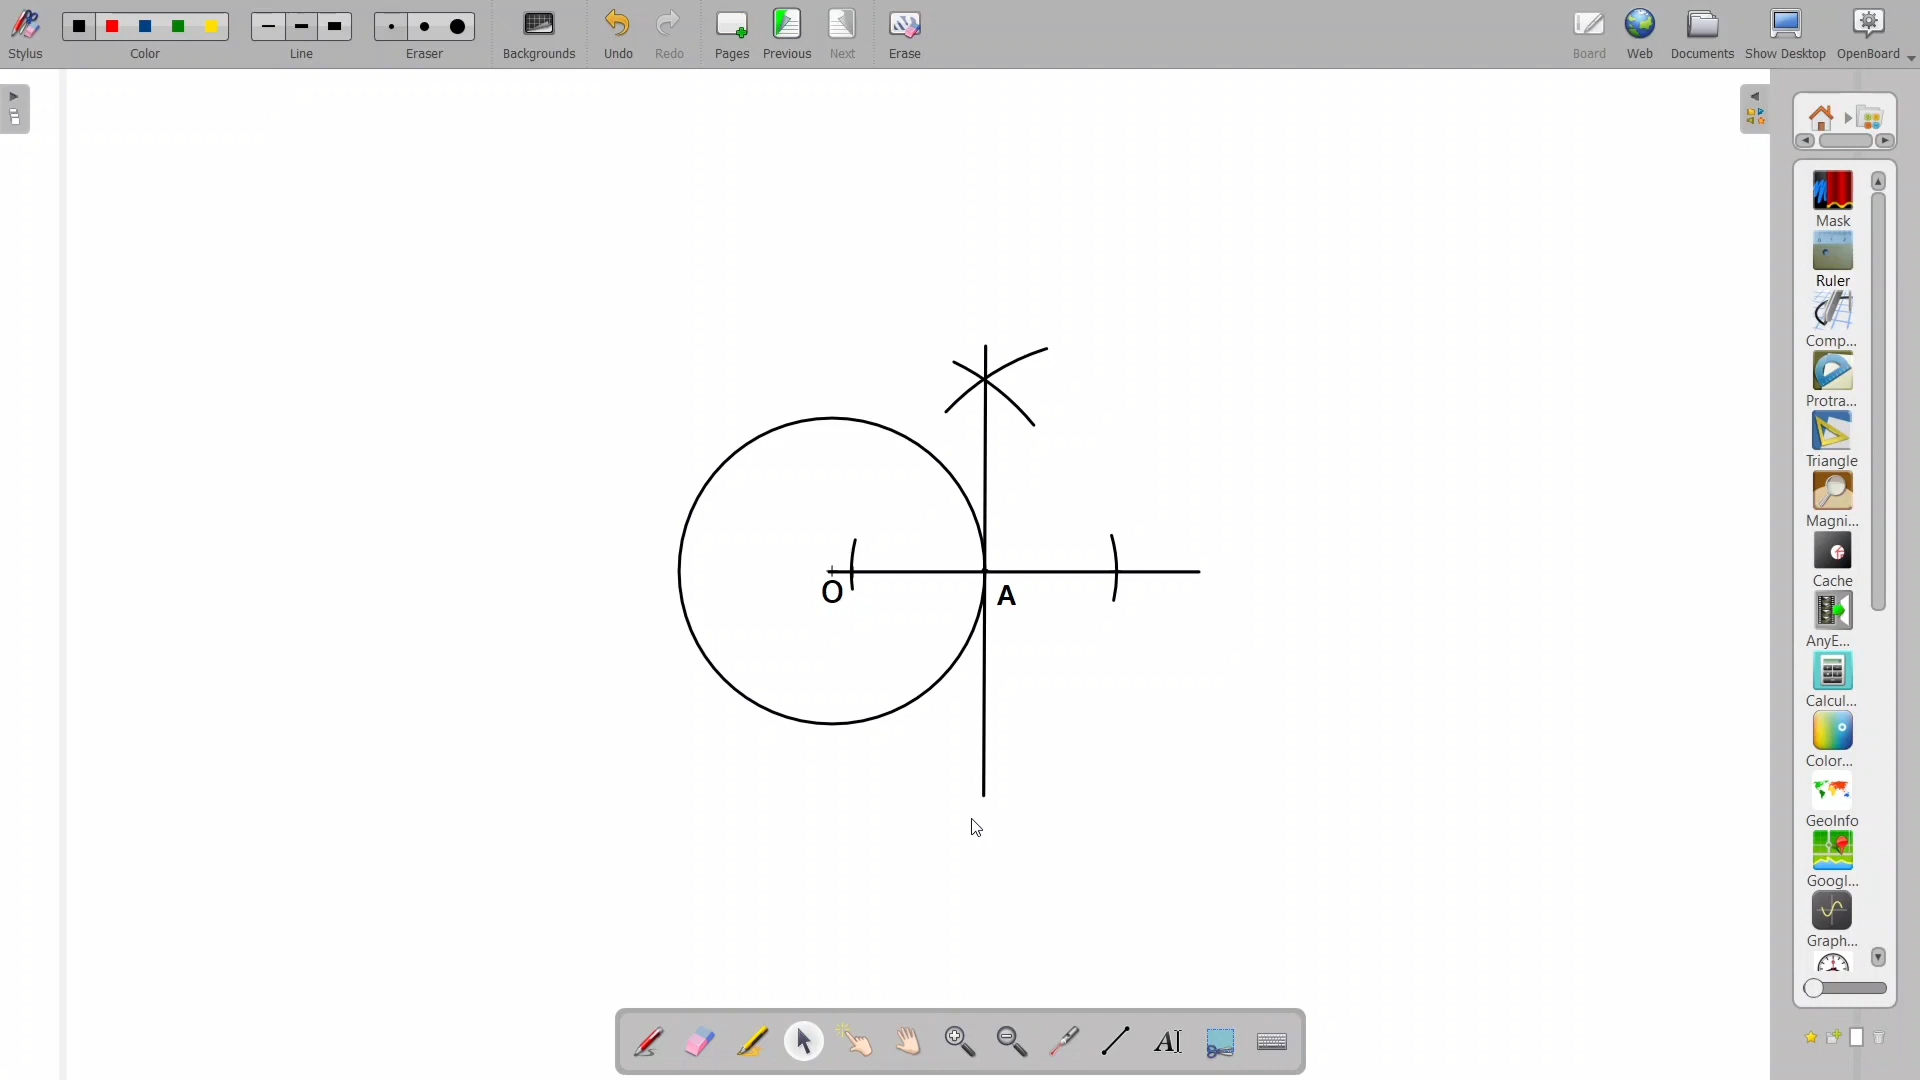 Stylus
Color
Line
Eraser
Backgrounds
Undo
Redo
Pages
Previous
Next
Erase
Board
Web
Documents
Show Desktop
OpenBoard
Mask
Ruler
Comp...
Protra...
Triangle
Magni...
Cache
AnyE...
Calcul...
Color...
GeoInfo
Googl...
Graph...
O
A